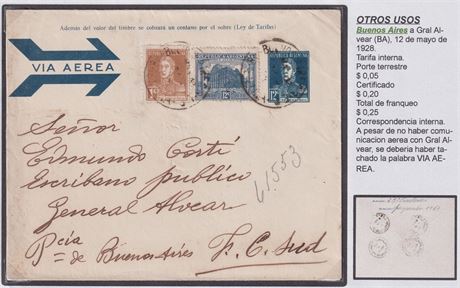 Además del valor del timbre se cobrará un centavo por el sobre (Ley de Tarifas)
VIA AEREA
Señor
Edmundo Corti
Escribano publico
General Alvear
Pcia de Buenos Aires F. C. Sud
61553
OTROS USOS
Buenos Aires a Gral Al-
vear (BA), 12 de mayo de
1928.
Tarifa interna.
Porte terrestre
$ 0,05
Certificado
$ 0,20
Total de franqueo
$ 0,25
Correspondencia interna.
A pesar de no haber comu-
nicacion aerea con Gral Al-
vear, se deberia haber ta-
chado la palabra VIA AE-
REA.